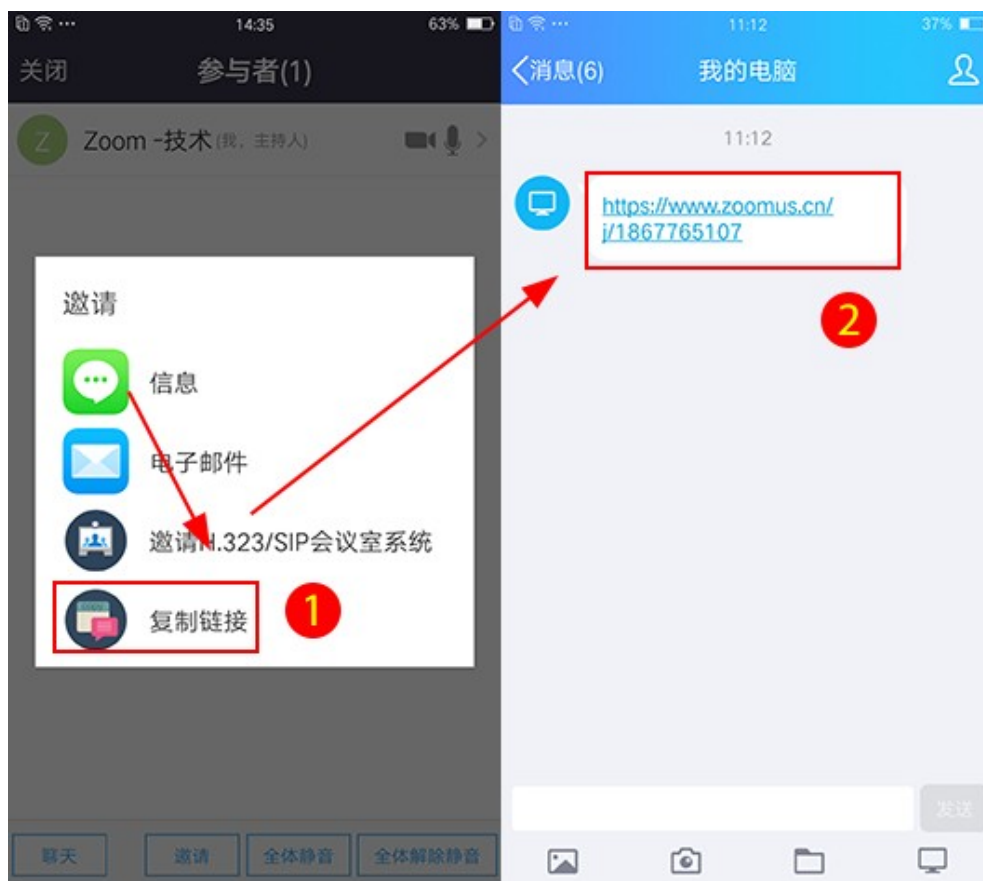 14:35
63%
关闭
参与者(1)
Z
Zoom -技术(我，主持人)
邀请
信息
电子邮件
邀请H.323/SIP会议室系统
复制链接
1
聊天
邀请
全体静音
全体解除静音
11:12
37%
消息(6)
我的电脑
11:12
https://www.zoomus.cn/
j/1867765107
2
发送